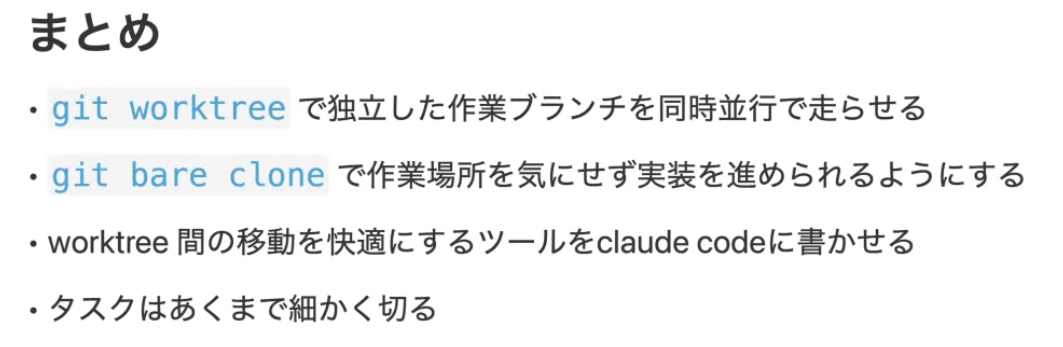 まとめ
・git worktree で独立した作業ブランチを同時並行で走らせる
・git bare clone で作業場所を気にせず実装を進められるようにする
・worktree 間の移動を快適にするツールをclaude codeに書かせる
・タスクはあくまで細かく切る